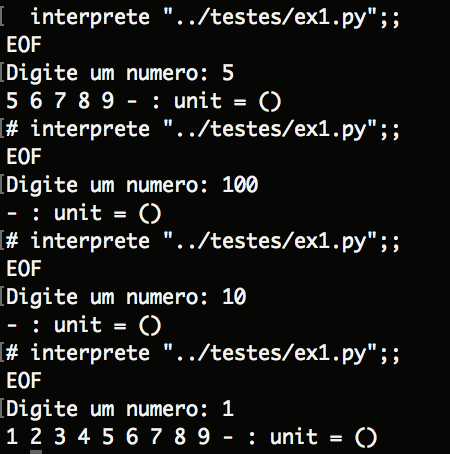 interprete "../testes/ex1.py";;
EOF
Digite um numero: 5
5 6 7 8 9 - : unit = ()
# interprete "../testes/ex1.py";;
EOF
Digite um numero: 100
- : unit = ()
# interprete "../testes/ex1.py";;
EOF
Digite um numero: 10
- : unit = ()
# interprete "../testes/ex1.py";;
EOF
Digite um numero: 1
1 2 3 4 5 6 7 8 9 - : unit = ()